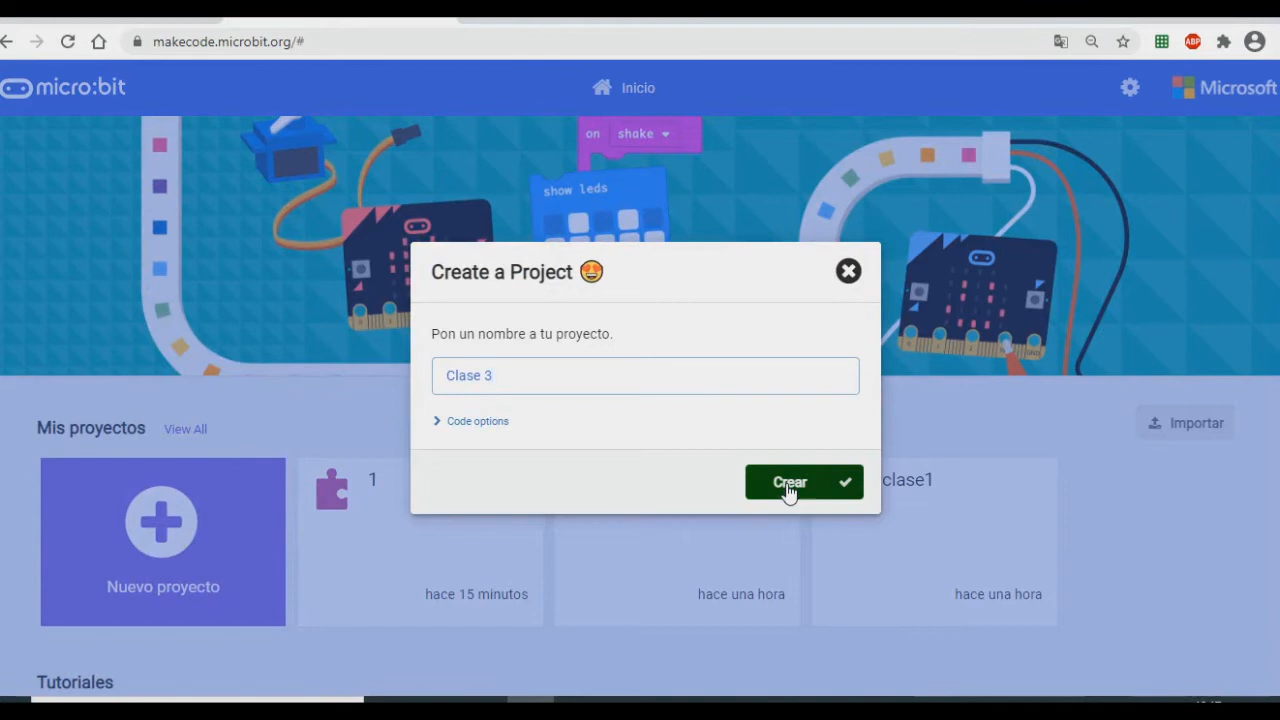 makecode.microbit.org/#
ABP
micro:bit
Inicio
Microsoft
on shake
show leds
Create a Project 🤩
Pon un nombre a tu proyecto.
Clase 3
Code options
Crear
Mis proyectos
View All
Importar
Nuevo proyecto
1
hace 15 minutos
hace una hora
clase1
hace una hora
Tutoriales